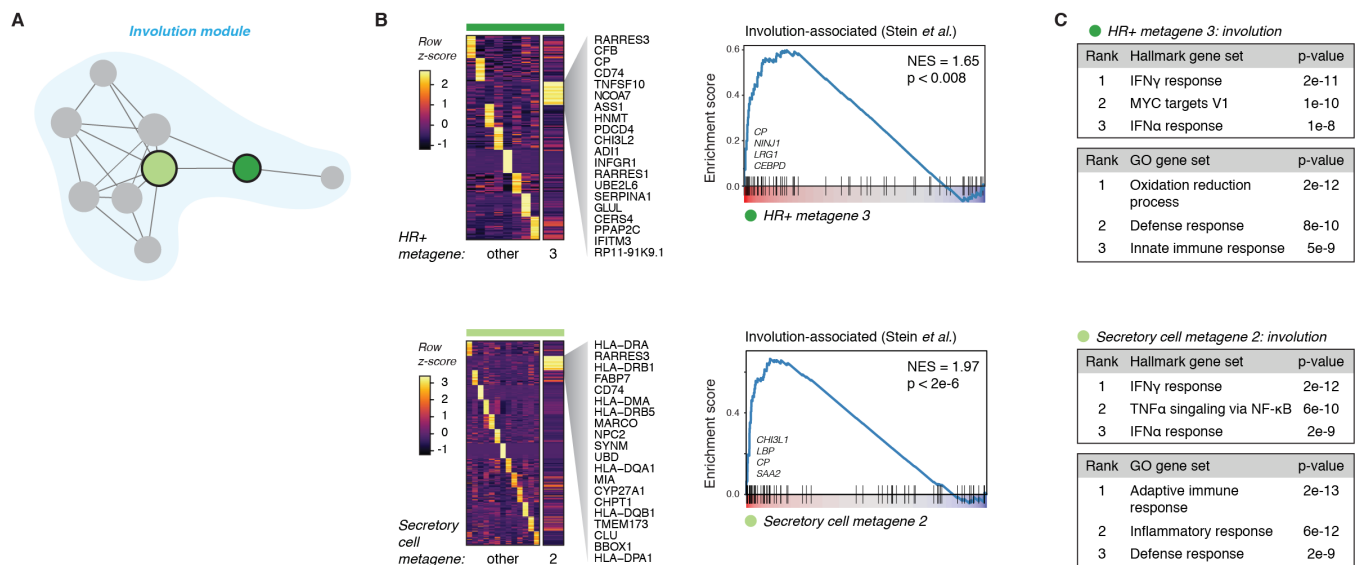 A
Involution module
B
Row
z-score
2
1
0
-1
HR+
metagene:
other
3
RARRES3
CFB
CP
CD74
TNFSF10
NCOA7
ASS1
HNMT
PDCD4
CHI3L2
ADI1
INFGR1
RARRES1
UBE2L6
SERPINA1
GLUL
CERS4
PPAP2C
IFITM3
RP11-91K9.1
Involution-associated (Stein et al.)
NES = 1.65
p < 0.008
Enrichment score
0.6
0.4
0.2
0.0
CP
NINJ1
LRG1
CEBPD
HR+ metagene 3
C
HR+ metagene 3: involution
Rank Hallmark gene set p-value
1 IFNγ response 2e-11
2 MYC targets V1 1e-10
3 IFNα response 1e-8
Rank GO gene set p-value
1 Oxidation reduction 2e-12
process
2 Defense response 8e-10
3 Innate immune response 5e-9
Row
z-score
3
2
1
0
-1
Secretory
cell
metagene:
other
2
HLA-DRA
RARRES3
HLA-DRB1
FABP7
CD74
HLA-DMA
HLA-DRB5
MARCO
NPC2
SYNM
UBD
HLA-DQA1
MIA
CYP27A1
CHPT1
HLA-DQB1
TMEM173
CLU
BBOX1
HLA-DPA1
Involution-associated (Stein et al.)
NES = 1.97
p < 2e-6
Enrichment score
0.4
0.0
CHI3L1
LBP
CP
SAA2
Secretory cell metagene 2
Secretory cell metagene 2: involution
Rank Hallmark gene set p-value
1 IFNγ response 2e-12
2 TNFα singaling via NF-κB 6e-10
3 IFNα response 2e-9
Rank GO gene set p-value
1 Adaptive immune 2e-13
response
2 Inflammatory response 6e-12
3 Defense response 2e-9